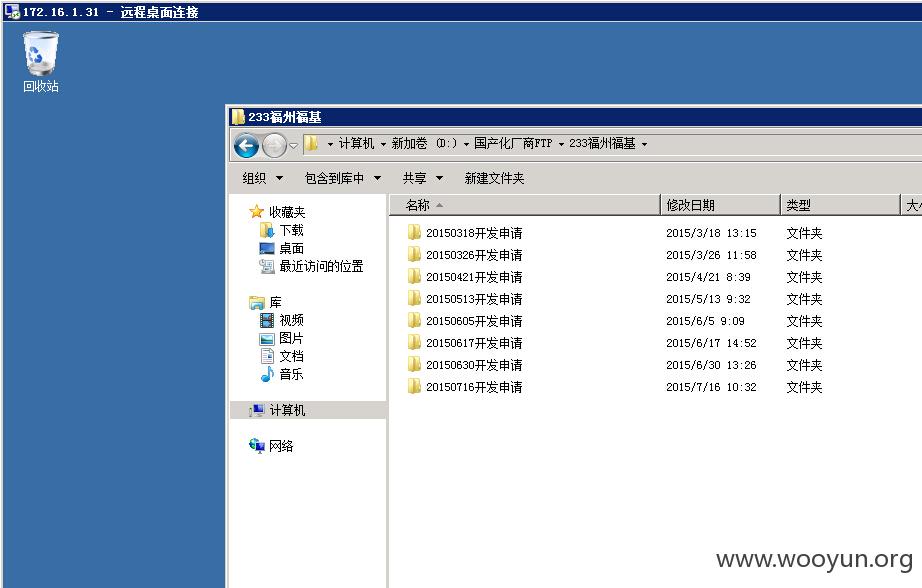 172.16.1.31 - 远程桌面连接
回收站
233福州福基
计算机 新加卷 (D:) 国产化厂商FTP 233福州福基
组织 包含到库中 共享 新建文件夹
名称 修改日期 类型
收藏夹
下载
桌面
最近访问的位置
库
视频
图片
文档
音乐
计算机
网络
20150318开发申请 2015/3/18 13:15 文件夹
20150326开发申请 2015/3/26 11:58 文件夹
20150421开发申请 2015/4/21 8:39 文件夹
20150513开发申请 2015/5/13 9:32 文件夹
20150605开发申请 2015/6/5 9:09 文件夹
20150617开发申请 2015/6/17 14:52 文件夹
20150630开发申请 2015/6/30 13:26 文件夹
20150716开发申请 2015/7/16 10:32 文件夹
www.wooyun.org